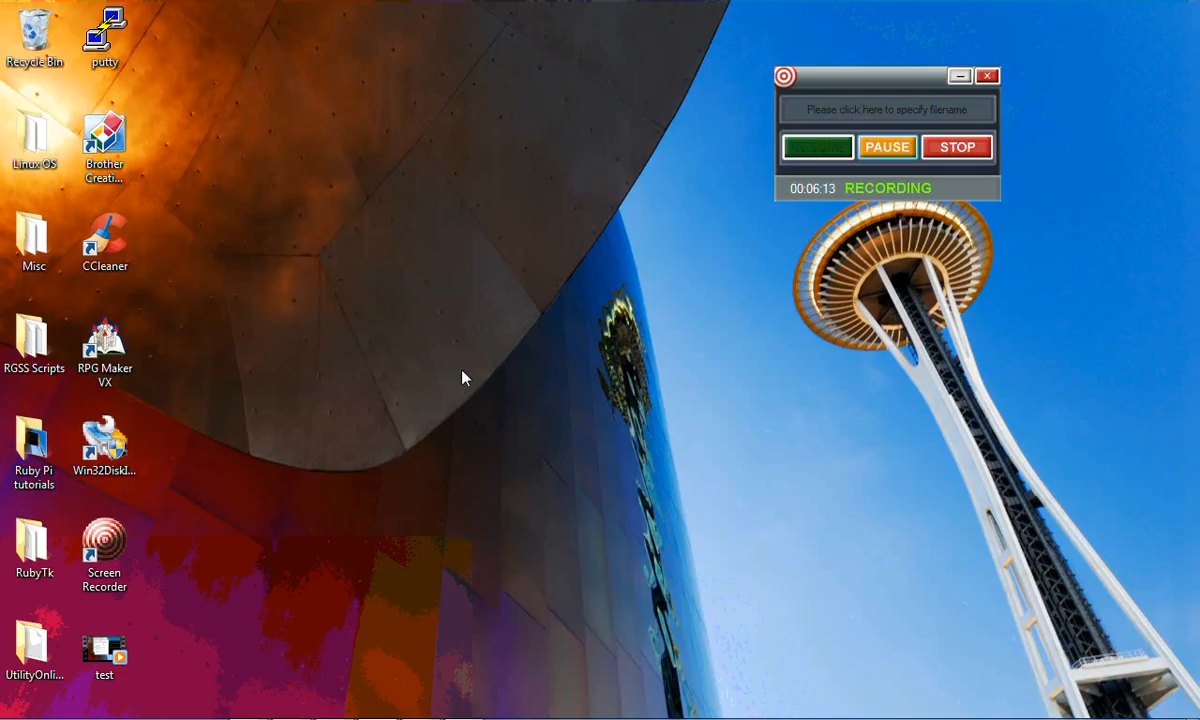 Recycle Bin
putty
Linux OS
Brother
Creati...
Misc
CCleaner
RGSS Scripts
RPG Maker
VX
Ruby Pi
tutorials
Win32DiskI...
RubyTk
Screen
Recorder
UtilityOnli...
test
Please click here to specify filename
PAUSE
STOP
00:06:13
RECORDING